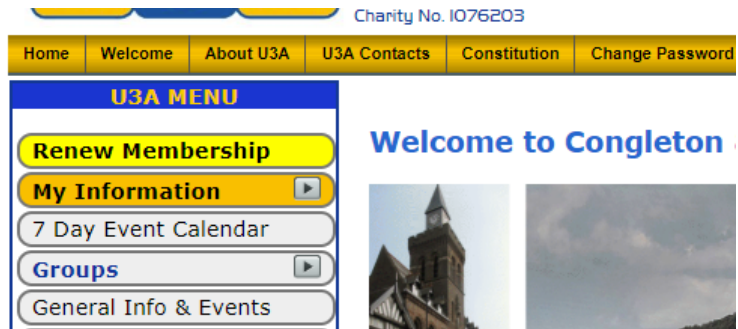 Charity No. 1076203
Home Welcome About U3A U3A Contacts Constitution Change Password
U3A MENU
Renew Membership
Welcome to Congleton
My Information
7 Day Event Calendar
Groups
General Info & Events